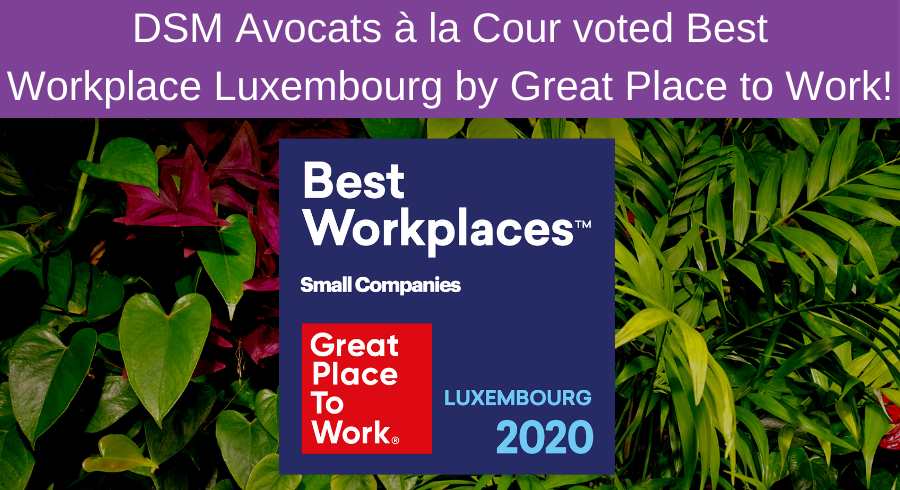 DSM Avocats à la Cour voted Best
Workplace Luxembourg by Great Place to Work!
Best
Workplaces™
Small Companies
Great
Place
To
Work®
LUXEMBOURG
2020